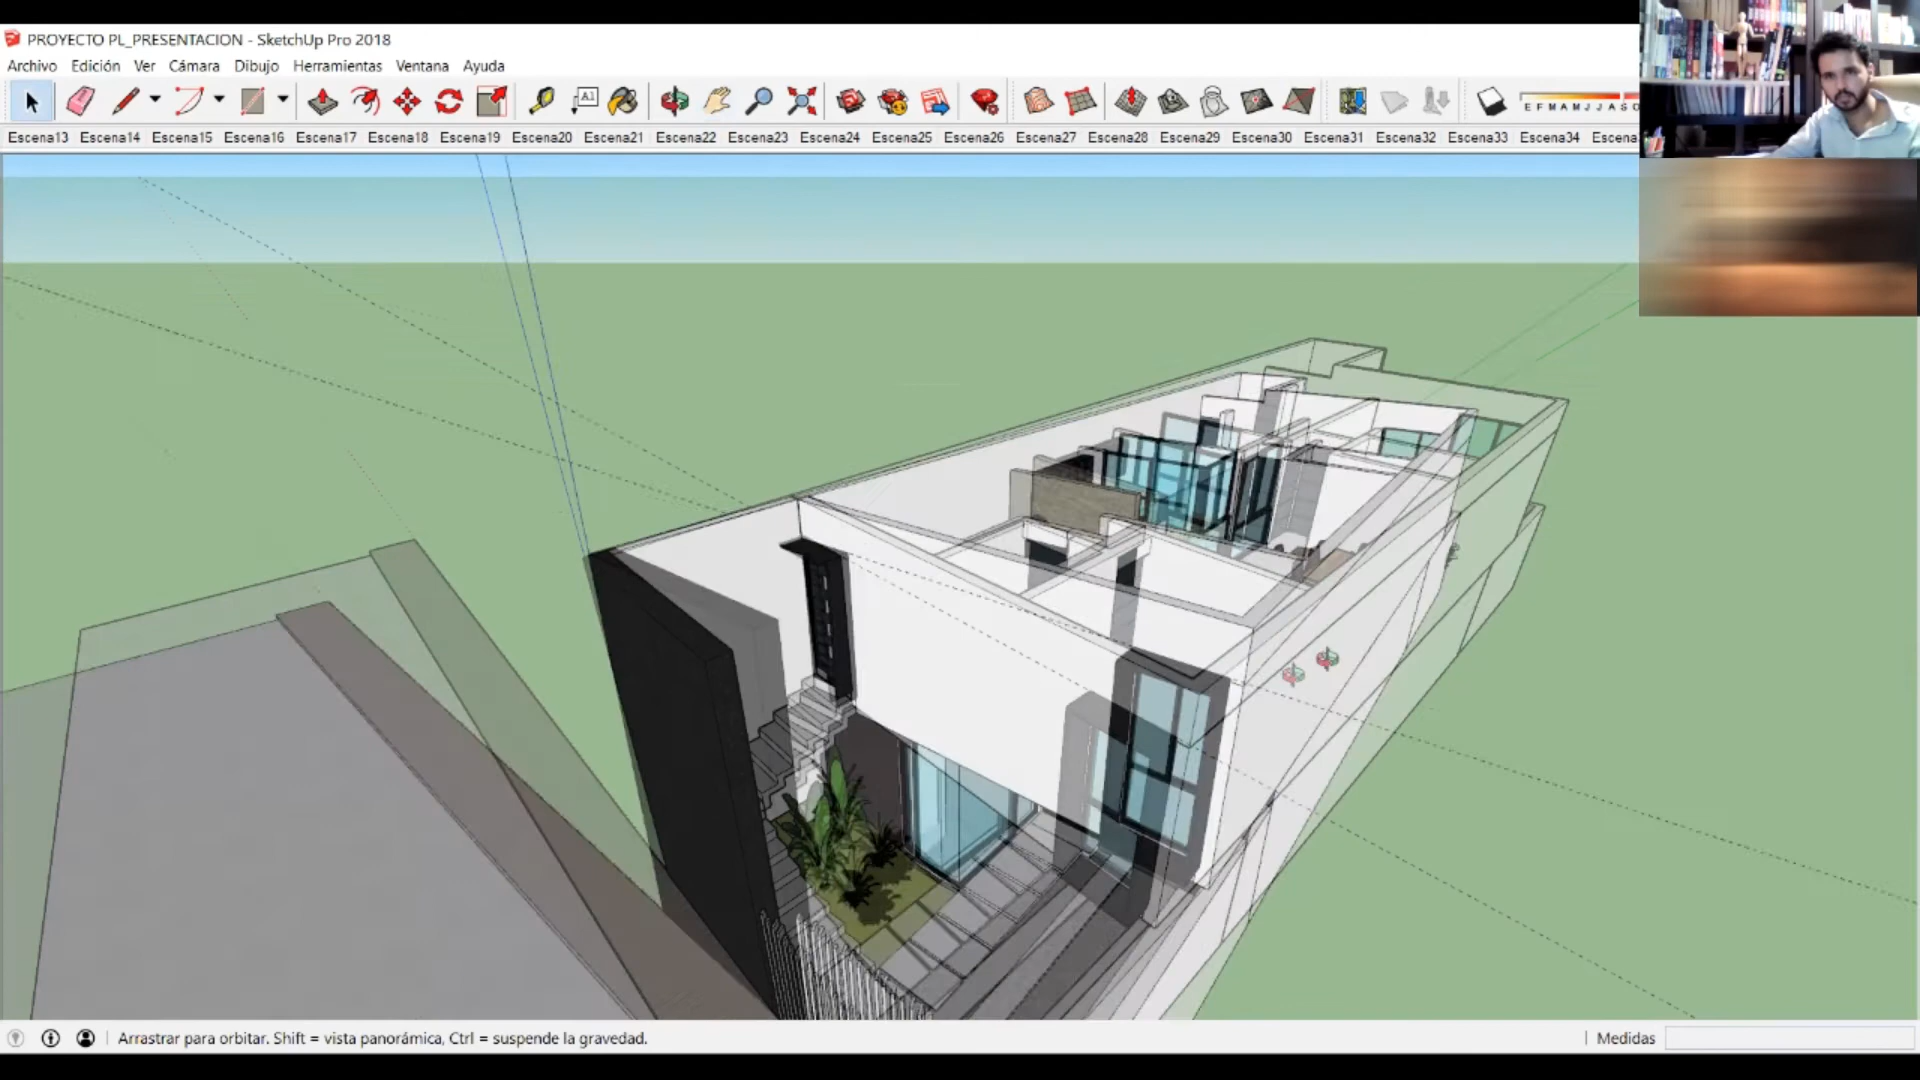 PROYECTO PL_PRESENTACION - SketchUp Pro 2018
Archivo Edición Ver Cámara Dibujo Herramientas Ventana Ayuda
A1
E F M A M J J A S O
Escena13 Escena14 Escena15 Escena16 Escena17 Escena18 Escena19 Escena20 Escena21 Escena22 Escena23 Escena24 Escena25 Escena26 Escena27 Escena28 Escena29 Escena30 Escena31 Escena32 Escena33 Escena34 Escena
Arrastrar para orbitar. Shift = vista panorámica, Ctrl = suspende la gravedad.
Medidas